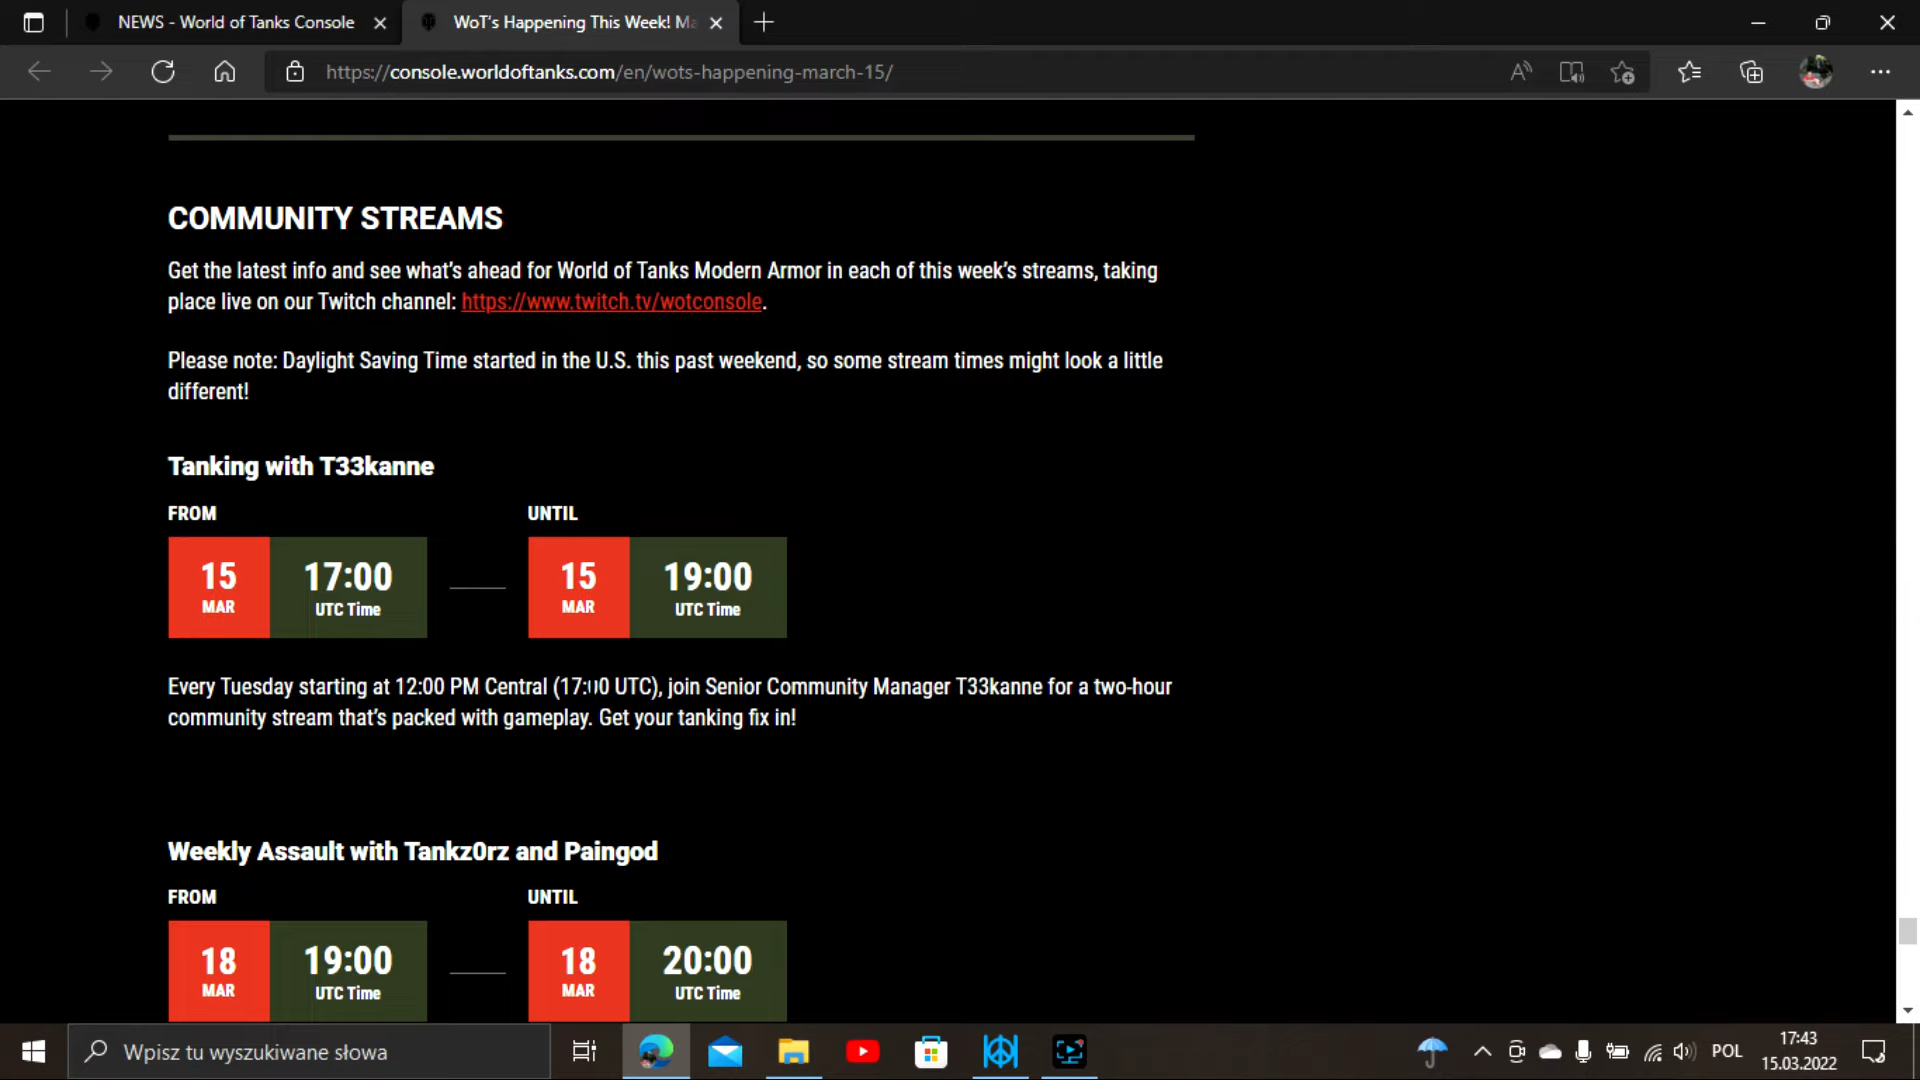 NEWS - World of Tanks Console
WoT's Happening This Week! Ma
https://console.worldoftanks.com/en/wots-happening-march-15/
COMMUNITY STREAMS
Get the latest info and see what's ahead for World of Tanks Modern Armor in each of this week's streams, taking
place live on our Twitch channel: https://www.twitch.tv/wotconsole.
Please note: Daylight Saving Time started in the U.S. this past weekend, so some stream times might look a little
different!
Tanking with T33kanne
FROM UNTIL
15 17:00 15 19:00
MAR UTC Time MAR UTC Time
Every Tuesday starting at 12:00 PM Central (17:00 UTC), join Senior Community Manager T33kanne for a two-hour
community stream that's packed with gameplay. Get your tanking fix in!
Weekly Assault with Tankz0rz and Paingod
FROM UNTIL
18 19:00 18 20:00
MAR UTC Time MAR UTC Time
Wpisz tu wyszukiwane słowa
POL
17:43
15.03.2022